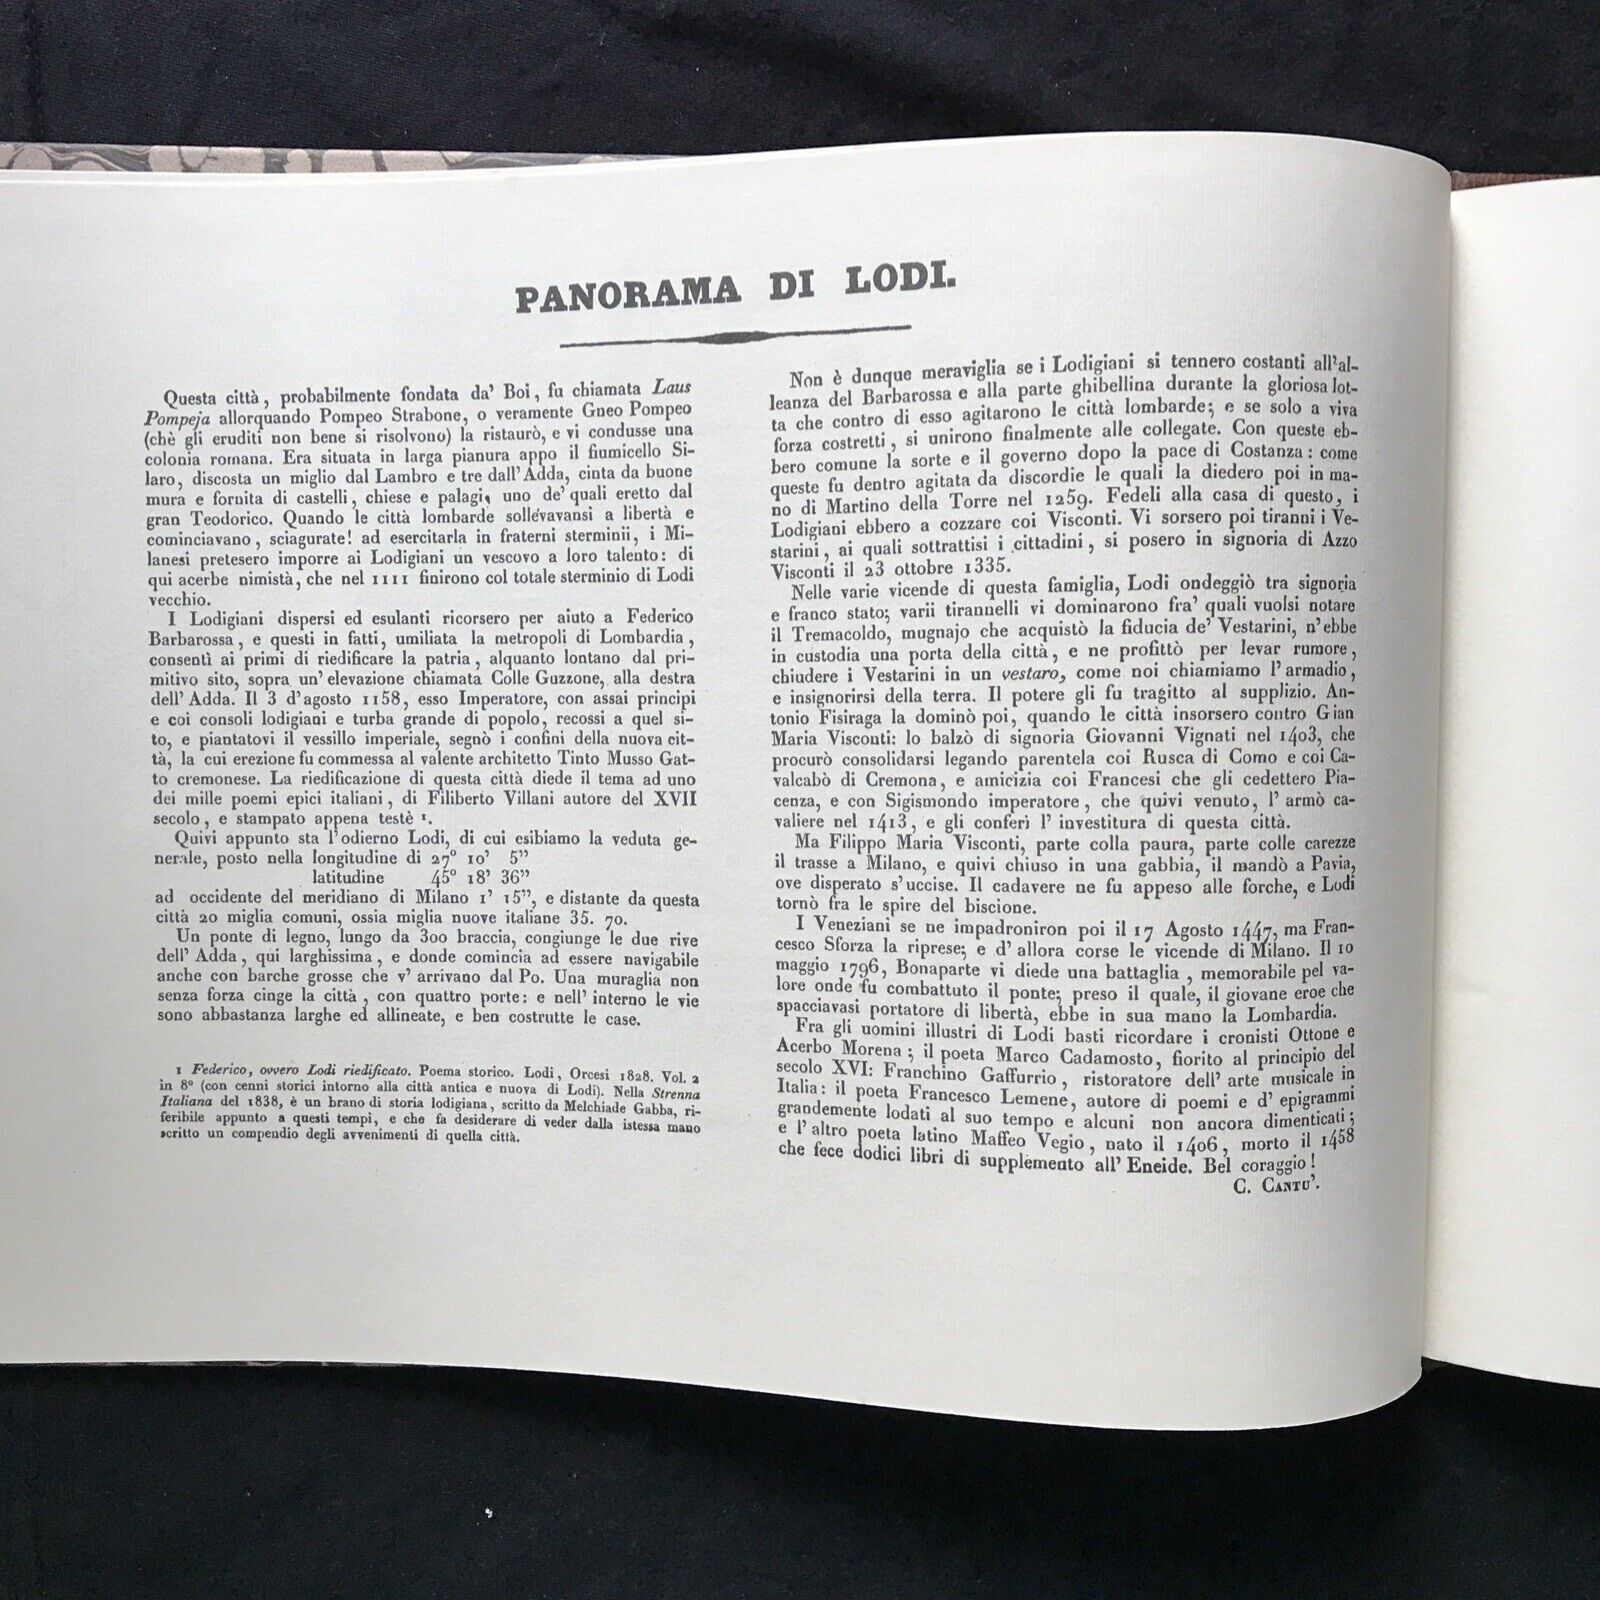 PANORAMA DI LODI.
Questa città, probabilmente fondata da' Boi, fu chiamata Laus
Pompeja allorquando Pompeo Strabone, o veramente Gneo Pompeo
(chè gli eruditi non bene si risolvono) la ristaurò, e vi condusse una
colonia romana. Era situata in larga pianura appo il fiumicello Si-
laro, discosta un miglio dal Lambro e tre dall'Adda, cinta da buone
mura e fornita di castelli, chiese e palagi, uno de' quali eretto dal
gran Teodorico. Quando le città lombarde sollevavansi a libertà e
cominciavano, sciagurate! ad esercitarla in fraterni sterminii, i Mi-
lanesi pretesero imporre ai Lodigiani un vescovo a loro talento: di
qui acerbe nimistà, che nel 1111 finirono col totale sterminio di Lodi
vecchio.
I Lodigiani dispersi ed esulanti ricorsero per aiuto a Federico
Barbarossa, e questi in fatti, umiliata la metropoli di Lombardia,
consentì ai primi di riedificare la patria, alquanto lontano dal pri-
mitivo sito, sopra un' elevazione chiamata Colle Guzzone, alla destra
dell' Adda. Il 3 d'agosto 1158, esso Imperatore, con assai principi
e coi consoli lodigiani e turba grande di popolo, recossi a quel si-
to, e piantatovi il vessillo imperiale, segnò i confini della nuova cit-
tà, la cui erezione fu commessa al valente architetto Tinto Musso Gat-
to cremonese. La riedificazione di questa città diede il tema ad uno
dei mille poemi epici italiani, di Filiberto Villani autore del XVII
secolo, e stampato appena testè 1.
Quivi appunto sta l'odierno Lodi, di cui esibiamo la veduta ge-
nerale, posto nella longitudine di 27° 10' 5"
latitudine 45° 18' 36"
ad occidente del meridiano di Milano 1' 15", e distante da questa
città 20 miglia comuni, ossia miglia nuove italiane 35. 70.
Un ponte di legno, lungo da 300 braccia, congiunge le due rive
dell' Adda, qui larghissima, e donde comincia ad essere navigabile
anche con barche grosse che v' arrivano dal Po. Una muraglia non
senza forza cinge la città, con quattro porte: e nell' interno le vie
sono abbastanza larghe ed allineate, e ben costrutte le case.
1 Federico, ovvero Lodi riedificato. Poema storico. Lodi, Orcesi 1828. Vol. 2
in 8° (con cenni storici intorno alla città antica e nuova di Lodi). Nella Strenna
Italiana del 1838, è un brano di storia lodigiana, scritto da Melchiade Gabba, ri-
feribile appunto a questi tempi, e che fa desiderare di veder dalla istessa mano
scritto un compendio degli avvenimenti di quella città.
Non è dunque meraviglia se i Lodigiani si tennero costanti all'al-
leanza del Barbarossa e alla parte ghibellina durante la gloriosa lot-
ta che contro di esso agitarono le città lombarde; e se solo a viva
forza costretti, si unirono finalmente alle collegate. Con queste eb-
bero comune la sorte e il governo dopo la pace di Costanza: come
queste fu dentro agitata da discordie le quali la diedero poi in ma-
no di Martino della Torre nel 1259. Fedeli alla casa di questo, i
Lodigiani ebbero a cozzare coi Visconti. Vi sorsero poi tiranni i Ve-
starini, ai quali sottrattisi i cittadini, si posero in signoria di Azzo
Visconti il 23 ottobre 1335.
Nelle varie vicende di questa famiglia, Lodi ondeggiò tra signoria
e franco stato; varii tirannelli vi dominarono fra' quali vuolsi notare
il Tremacoldo, mugnajo che acquistò la fiducia de' Vestarini, n'ebbe
in custodia una porta della città, e ne profittò per levar rumore,
chiudere i Vestarini in un vestaro, come noi chiamiamo l'armadio,
e insignorirsi della terra. Il potere gli fu tragitto al supplizio. An-
tonio Fisiraga la dominò poi, quando le città insorsero contro Gian
Maria Visconti: lo balzò di signoria Giovanni Vignati nel 1403, che
procurò consolidarsi legando parentela coi Rusca di Como e coi Ca-
valcabò di Cremona, e amicizia coi Francesi che gli cedettero Pia-
cenza, e con Sigismondo imperatore, che quivi venuto, l' armò ca-
valiere nel 1413, e gli conferì l' investitura di questa città.
Ma Filippo Maria Visconti, parte colla paura, parte colle carezze
il trasse a Milano, e quivi chiuso in una gabbia, il mandò a Pavia,
ove disperato s'uccise. Il cadavere ne fu appeso alle forche, e Lodi
tornò fra le spire del biscione.
I Veneziani se ne impadroniron poi il 17 Agosto 1447, ma Fran-
cesco Sforza la riprese; e d' allora corse le vicende di Milano. Il 10
maggio 1796, Bonaparte vi diede una battaglia, memorabile pel va-
lore onde fu combattuto il ponte; preso il quale, il giovane eroe che
spacciavasi portatore di libertà, ebbe in sua mano la Lombardia.
Fra gli uomini illustri di Lodi basti ricordare i cronisti Ottone e
Acerbo Morena; il poeta Marco Cadamosto, fiorito al principio del
secolo XVI: Franchino Gaffurrio, ristoratore dell' arte musicale in
Italia: il poeta Francesco Lemene, autore di poemi e d' epigrammi
grandemente lodati al suo tempo e alcuni non ancora dimenticati;
e l'altro poeta latino Maffeo Vegio, nato il 1406, morto il 1458
che fece dodici libri di supplemento all' Eneide. Bel coraggio!
C. CANTU'.